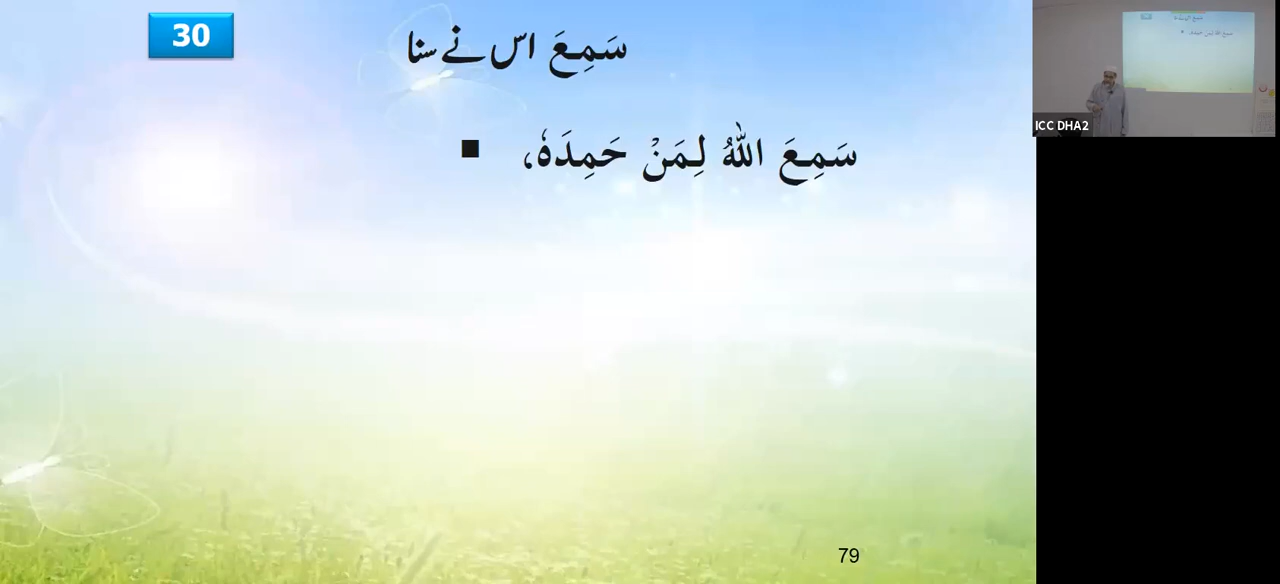 30
سَمِعَ اس نے سنا
سَمِعَ اللّٰهُ لِمَنْ حَمِدَهٗ، ■
79
ICC DHA2